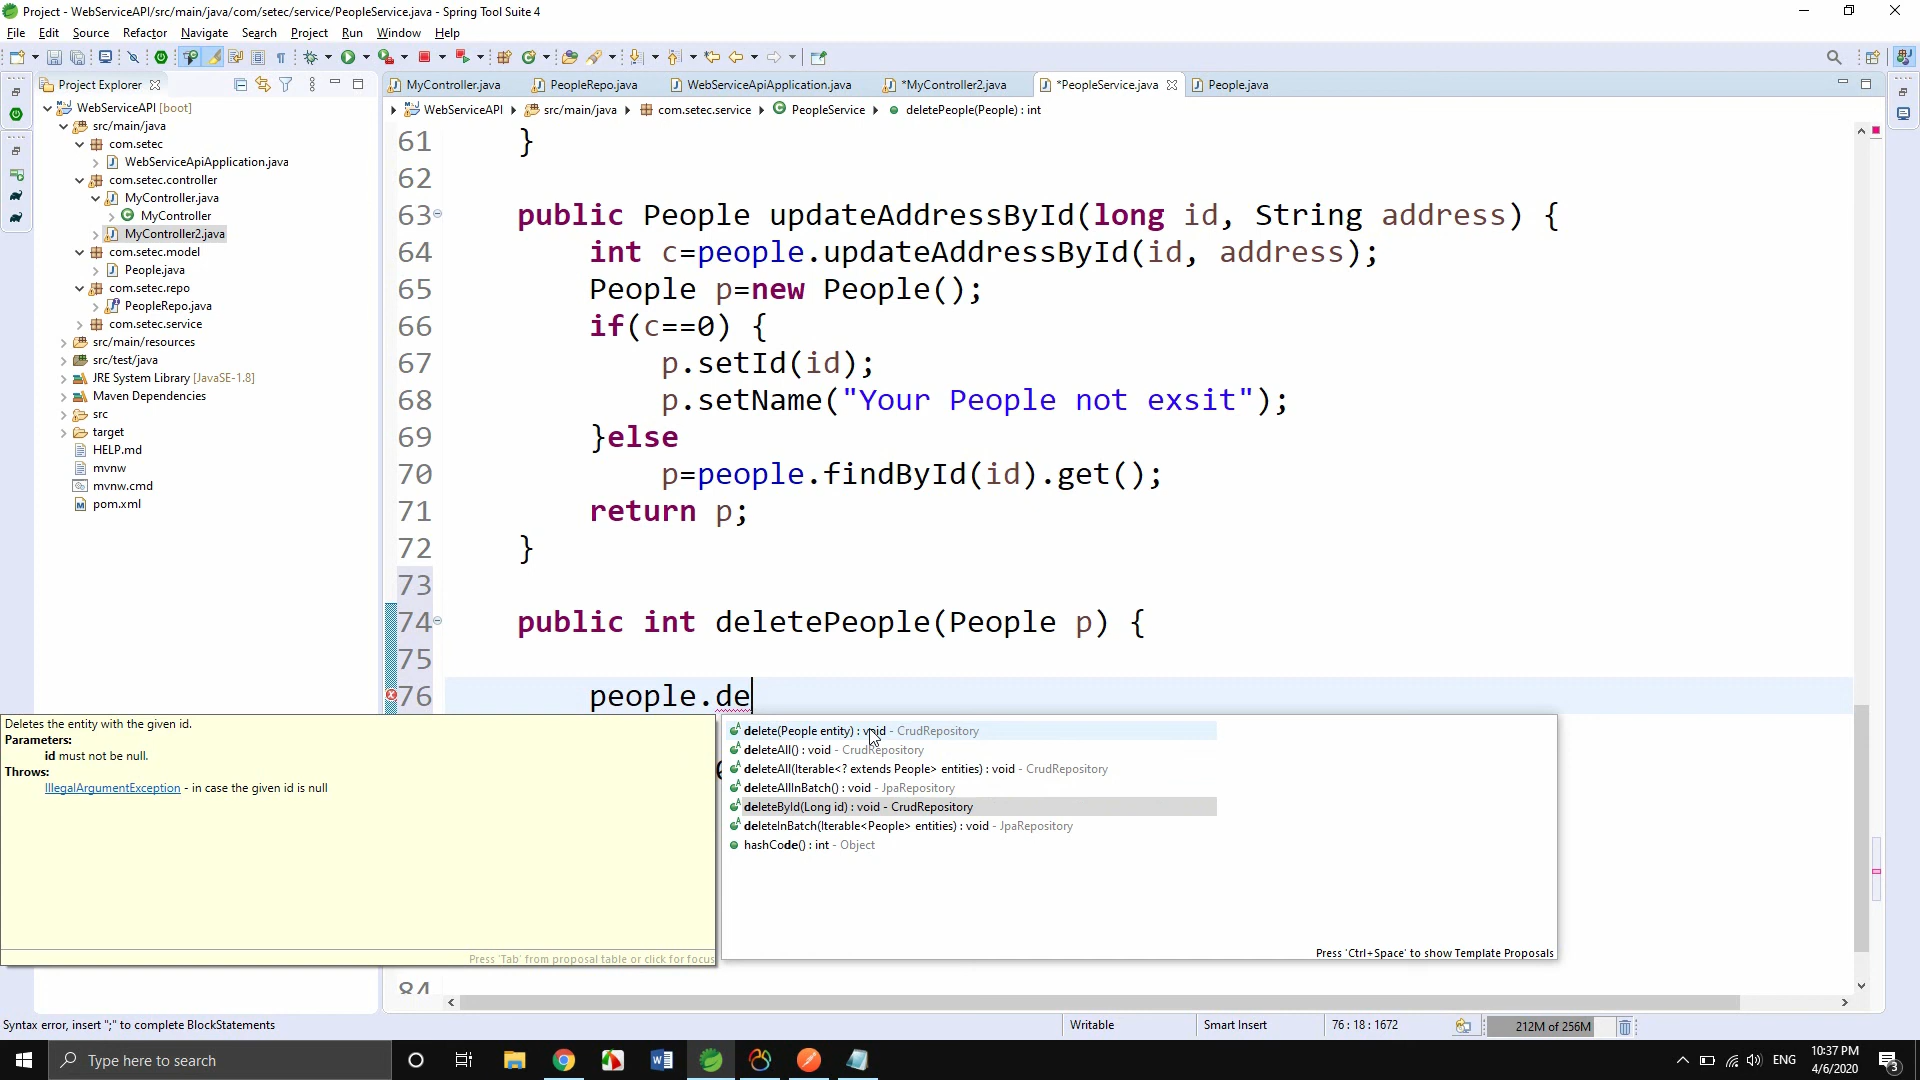 Project - WebServiceAPI/src/main/java/com/setec/service/PeopleService.java - Spring Tool Suite 4
File Edit Source Refactor Navigate Search Project Run Window Help
Project Explorer
MyController.java PeopleRepo.java WebServiceApiApplication.java *MyController2.java *PeopleService.java People.java
WebServiceAPI src/main/java com.setec.service PeopleService deletePeople(People) : int
WebServiceAPI [boot]
src/main/java
com.setec
WebServiceApiApplication.java
com.setec.controller
MyController.java
MyController
MyController2.java
com.setec.model
People.java
com.setec.repo
PeopleRepo.java
com.setec.service
src/main/resources
src/test/java
JRE System Library [JavaSE-1.8]
Maven Dependencies
src
target
HELP.md
mvnw
mvnw.cmd
pom.xml
61 }
62
63 public People updateAddressById(long id, String address) {
64 int c=people.updateAddressById(id, address);
65 People p=new People();
66 if(c==0) {
67 p.setId(id);
68 p.setName("Your People not exsit");
69 }else
70 p=people.findById(id).get();
71 return p;
72 }
73
74 public int deletePeople(People p) {
75
76 people.de
84
Deletes the entity with the given id.
Parameters:
id must not be null.
Throws:
IllegalArgumentException - in case the given id is null
Press 'Tab' from proposal table or click for focus
delete(People entity) : void - CrudRepository
deleteAll() : void - CrudRepository
deleteAll(Iterable<? extends People> entities) : void - CrudRepository
deleteAllInBatch() : void - JpaRepository
deleteById(Long id) : void - CrudRepository
deleteInBatch(Iterable<People> entities) : void - JpaRepository
hashCode() : int - Object
Press 'Ctrl+Space' to show Template Proposals
Syntax error, insert ";" to complete BlockStatements
Writable
Smart Insert
76 : 18 : 1672
212M of 256M
Type here to search
ENG
10:37 PM
4/6/2020
3